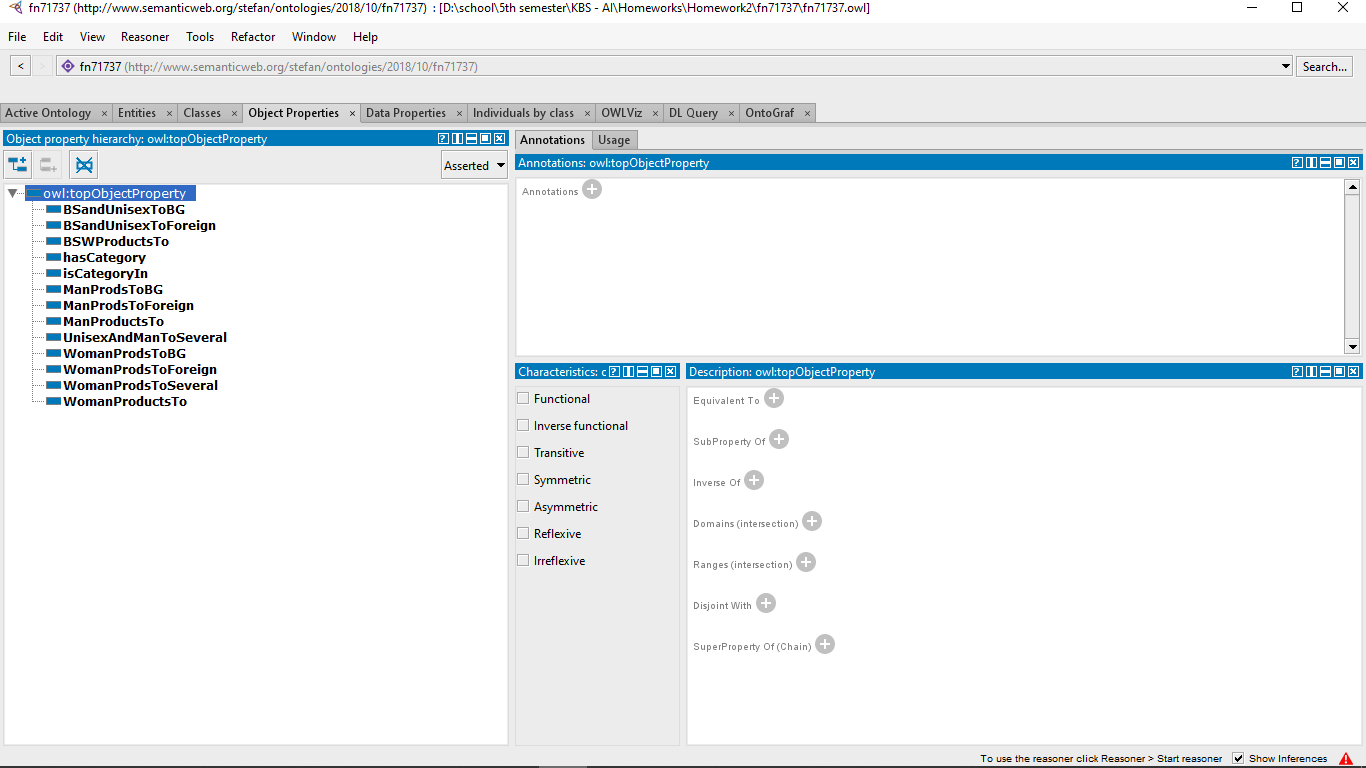 fn71737 (http://www.semanticweb.org/stefan/ontologies/2018/10/fn71737)  : [D:\school\5th semester\KBS - AI\Homeworks\Homework2\fn71737\fn71737.owl]
File Edit View Reasoner Tools Refactor Window Help
< > fn71737 (http://www.semanticweb.org/stefan/ontologies/2018/10/fn71737) Search...
Active Ontology × Entities × Classes × Object Properties × Data Properties × Individuals by class × OWLViz × DL Query × OntoGraf ×
Object property hierarchy: owl:topObjectProperty
Asserted
owl:topObjectProperty
BSandUnisexToBG
BSandUnisexToForeign
BSWProductsTo
hasCategory
isCategoryIn
ManProdsToBG
ManProdsToForeign
ManProductsTo
UnisexAndManToSeveral
WomanProdsToBG
WomanProdsToForeign
WomanProdsToSeveral
WomanProductsTo
Annotations Usage
Annotations: owl:topObjectProperty
Annotations
Characteristics: c
Functional
Inverse functional
Transitive
Symmetric
Asymmetric
Reflexive
Irreflexive
Description: owl:topObjectProperty
Equivalent To
SubProperty Of
Inverse Of
Domains (intersection)
Ranges (intersection)
Disjoint With
SuperProperty Of (Chain)
To use the reasoner click Reasoner > Start reasoner Show Inferences